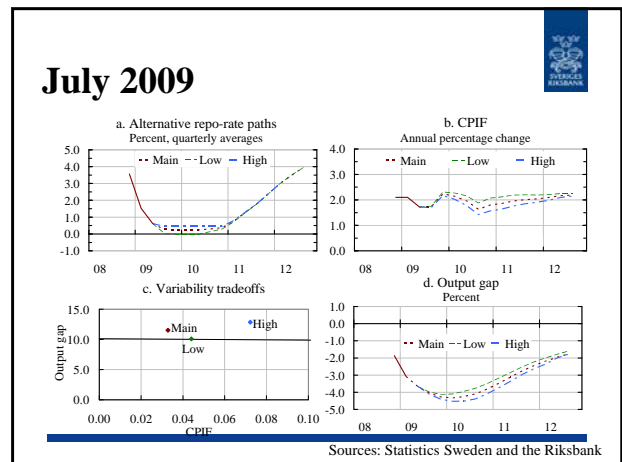 SVERIGES
RIKSBANK
July 2009
a. Alternative repo-rate paths
Percent, quarterly averages
5.0
4.0
3.0
2.0
1.0
0.0
-1.0
Main Low High
08 09 10 11 12
b. CPIF
Annual percentage change
4.0
3.0
2.0
1.0
0.0
Main Low High
08 09 10 11 12
c. Variability tradeoffs
Output gap
15.0
10.0
5.0
0.0
Main
High
Low
0.00 0.02 0.04 0.06 0.08 0.10
CPIF
d. Output gap
Percent
1.0
0.0
-1.0
-2.0
-3.0
-4.0
-5.0
Main Low High
08 09 10 11 12
Sources: Statistics Sweden and the Riksbank